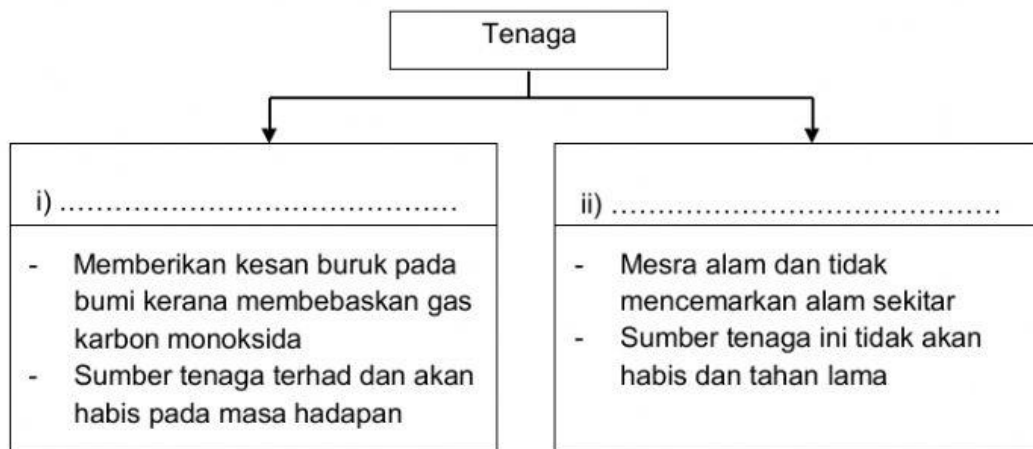 Tenaga
i) ...............................................
- Memberikan kesan buruk pada
bumi kerana membebaskan gas
karbon monoksida
- Sumber tenaga terhad dan akan
habis pada masa hadapan
ii) ...............................................
- Mesra alam dan tidak
mencemarkan alam sekitar
- Sumber tenaga ini tidak akan
habis dan tahan lama